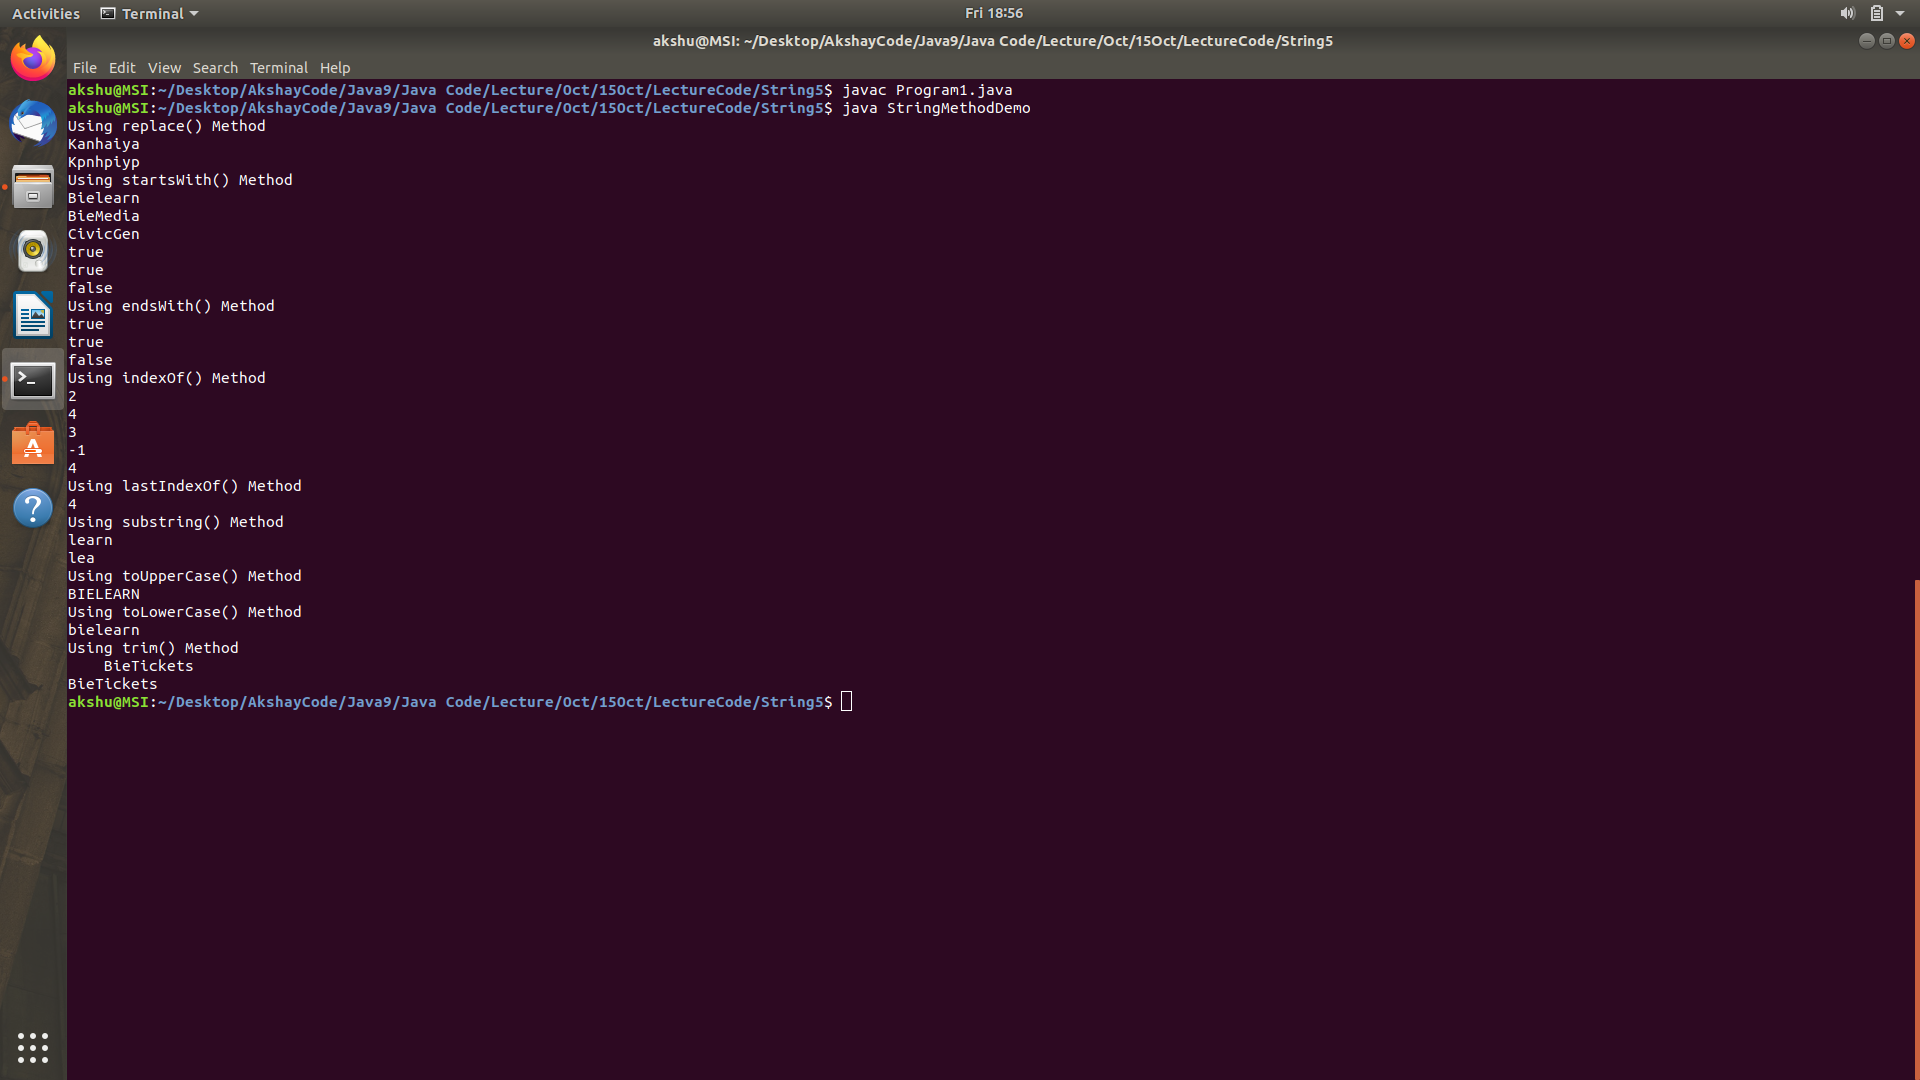 Activities Terminal Fri 18:56
akshu@MSI: ~/Desktop/AkshayCode/Java9/Java Code/Lecture/Oct/15Oct/LectureCode/String5
File Edit View Search Terminal Help
akshu@MSI:~/Desktop/AkshayCode/Java9/Java Code/Lecture/Oct/15Oct/LectureCode/String5$ javac Program1.java
akshu@MSI:~/Desktop/AkshayCode/Java9/Java Code/Lecture/Oct/15Oct/LectureCode/String5$ java StringMethodDemo
Using replace() Method
Kanhaiya
Kpnhpiyp
Using startsWith() Method
Bielearn
BieMedia
CivicGen
true
true
false
Using endsWith() Method
true
true
false
Using indexOf() Method
2
4
3
-1
4
Using lastIndexOf() Method
4
Using substring() Method
learn
lea
Using toUpperCase() Method
BIELEARN
Using toLowerCase() Method
bielearn
Using trim() Method
    BieTickets
BieTickets
akshu@MSI:~/Desktop/AkshayCode/Java9/Java Code/Lecture/Oct/15Oct/LectureCode/String5$